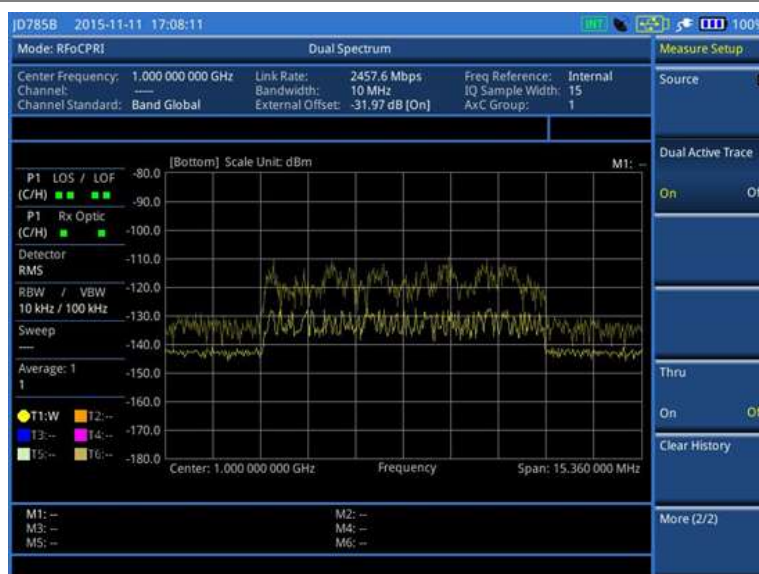 JD785B 2015-11-11 17:08:11 INT 100%
Mode: RFoCPRI Dual Spectrum
Center Frequency: 1.000 000 000 GHz Link Rate: 2457.6 Mbps Freq Reference: Internal
Channel: ---- Bandwidth: 10 MHz IQ Sample Width: 15
Channel Standard: Band Global External Offset: -31.97 dB [On] AxC Group: 1
[Bottom] Scale Unit: dBm M1: --
P1 LOS / LOF
(C/H)
P1 Rx Optic
(C/H)
Detector
RMS
RBW / VBW
10 kHz / 100 kHz
Sweep
----
Average: 1
1
T1:W T2:--
T3:-- T4:--
T5:-- T6:--
-80.0
-90.0
-100.0
-110.0
-120.0
-130.0
-140.0
-150.0
-160.0
-170.0
-180.0
Center: 1.000 000 000 GHz Frequency Span: 15.360 000 MHz
M1: -- M2: --
M3: -- M4: --
M5: -- M6: --
Measure Setup
Source
Dual Active Trace
On Of
Thru
On Of
Clear History
More (2/2)